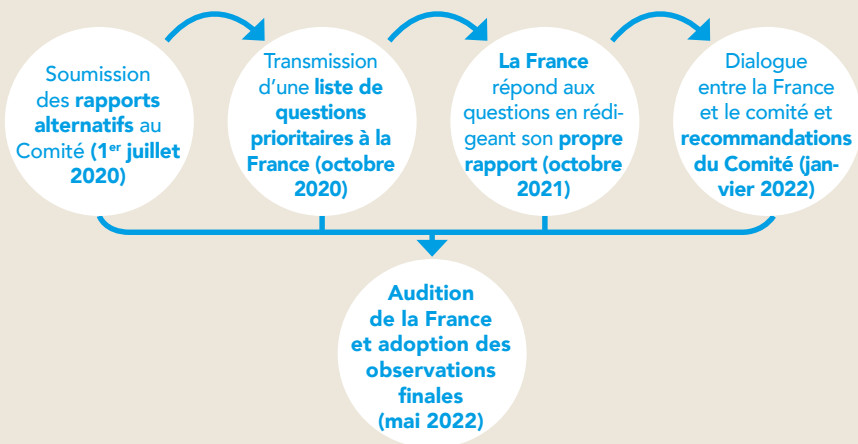 Soumission
des rapports
alternatifs au
Comité (1er juillet
2020)
Transmission
d'une liste de
questions
prioritaires à la
France (octobre
2020)
La France
répond aux
questions en rédi-
geant son propre
rapport (octobre
2021)
Dialogue
entre la France
et le comité et
recommandations
du Comité (jan-
vier 2022)
Audition
de la France
et adoption des
observations
finales
(mai 2022)